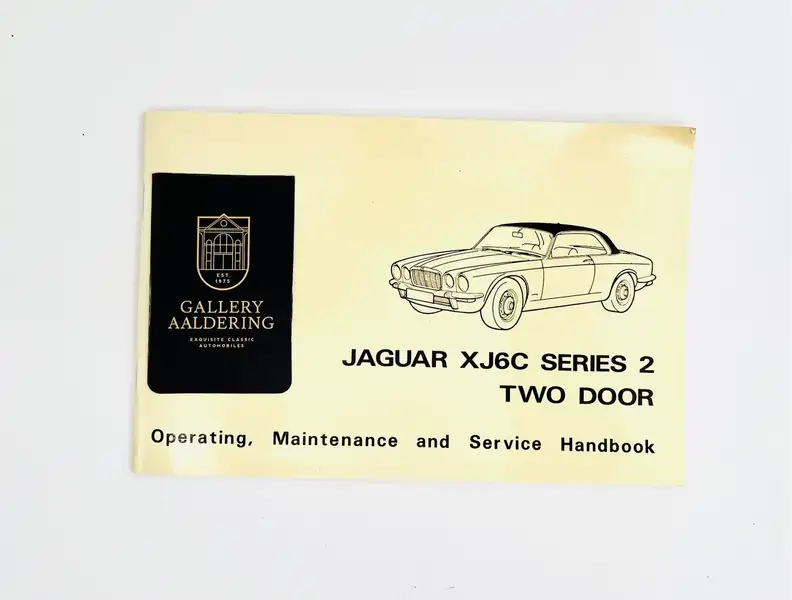 EST.
1975
GALLERY
AALDERING
EXQUISITE CLASSIC
AUTOMOBILES
JAGUAR XJ6C SERIES 2
TWO DOOR
Operating, Maintenance and Service Handbook